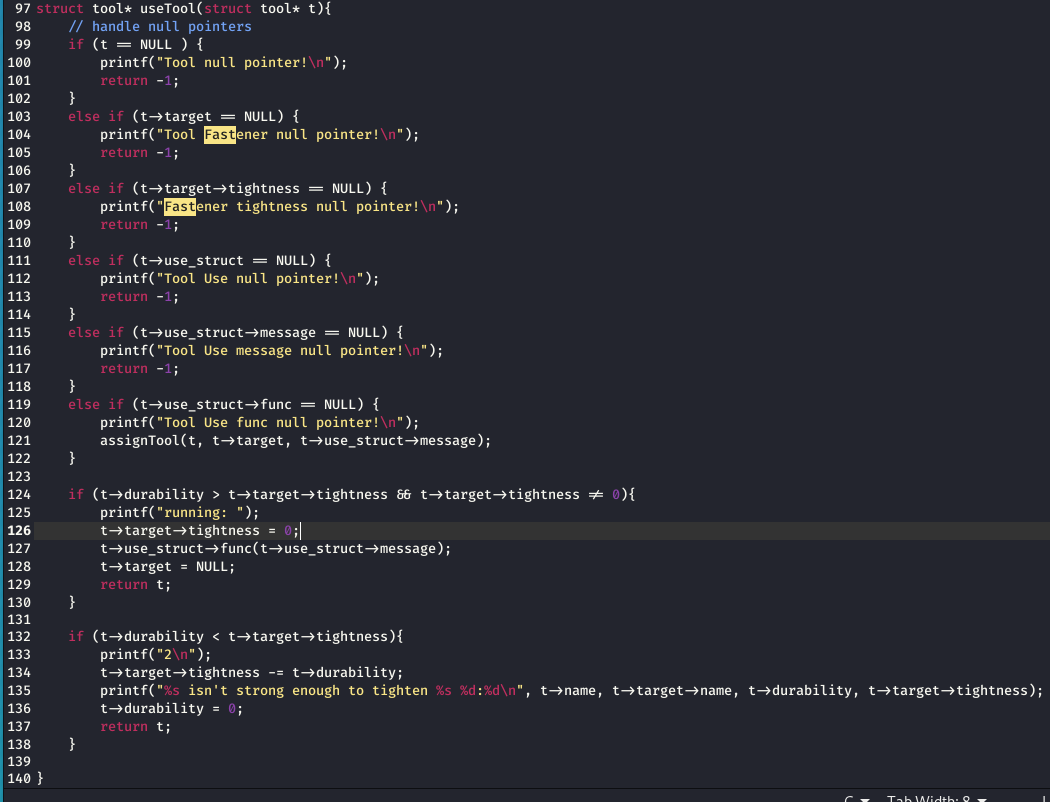 97 struct tool* useTool(struct tool* t){
98     // handle null pointers
99     if (t == NULL ) {
100         printf("Tool null pointer!\n");
101         return -1;
102     }
103     else if (t->target == NULL) {
104         printf("Tool Fastener null pointer!\n");
105         return -1;
106     }
107     else if (t->target->tightness == NULL) {
108         printf("Fastener tightness null pointer!\n");
109         return -1;
110     }
111     else if (t->use_struct == NULL) {
112         printf("Tool Use null pointer!\n");
113         return -1;
114     }
115     else if (t->use_struct->message == NULL) {
116         printf("Tool Use message null pointer!\n");
117         return -1;
118     }
119     else if (t->use_struct->func == NULL) {
120         printf("Tool Use func null pointer!\n");
121         assignTool(t, t->target, t->use_struct->message);
122     }
123
124     if (t->durability > t->target->tightness && t->target->tightness != 0){
125         printf("running: ");
126         t->target->tightness = 0;
127         t->use_struct->func(t->use_struct->message);
128         t->target = NULL;
129         return t;
130     }
131
132     if (t->durability < t->target->tightness){
133         printf("2\n");
134         t->target->tightness -= t->durability;
135         printf("%s isn't strong enough to tighten %s %d:%d\n", t->name, t->target->name, t->durability, t->target->tightness);
136         t->durability = 0;
137         return t;
138     }
139
140 }
C Tab Width: 8